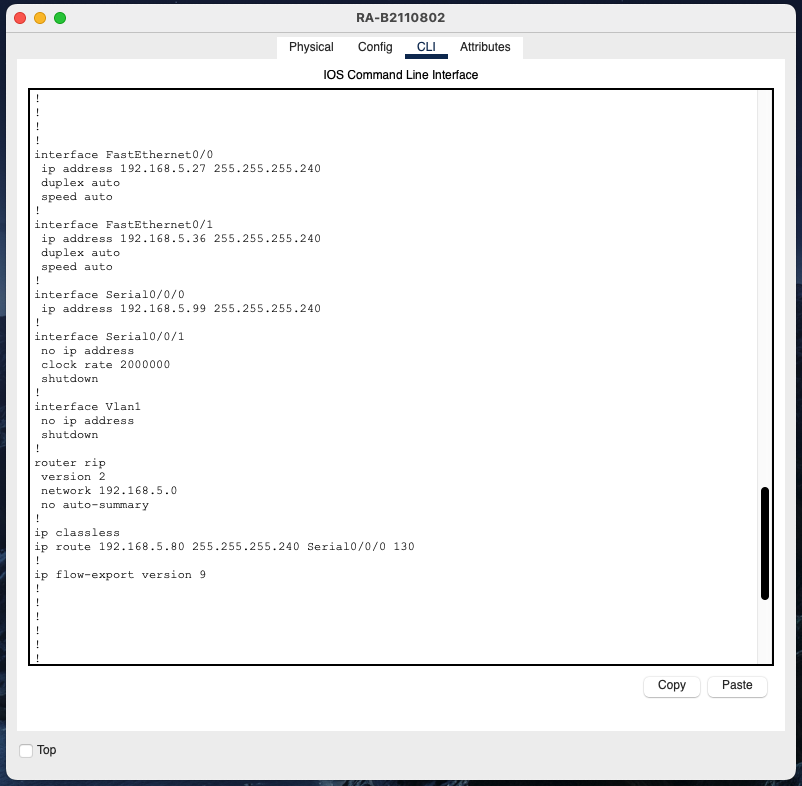 RA-B2110802
Physical Config CLI Attributes
IOS Command Line Interface
!
!
!
!
interface FastEthernet0/0
 ip address 192.168.5.27 255.255.255.240
 duplex auto
 speed auto
!
interface FastEthernet0/1
 ip address 192.168.5.36 255.255.255.240
 duplex auto
 speed auto
!
interface Serial0/0/0
 ip address 192.168.5.99 255.255.255.240
!
interface Serial0/0/1
 no ip address
 clock rate 2000000
 shutdown
!
interface Vlan1
 no ip address
 shutdown
!
router rip
 version 2
 network 192.168.5.0
 no auto-summary
!
ip classless
ip route 192.168.5.80 255.255.255.240 Serial0/0/0 130
!
ip flow-export version 9
!
!
!
!
!
!
Copy Paste
Top